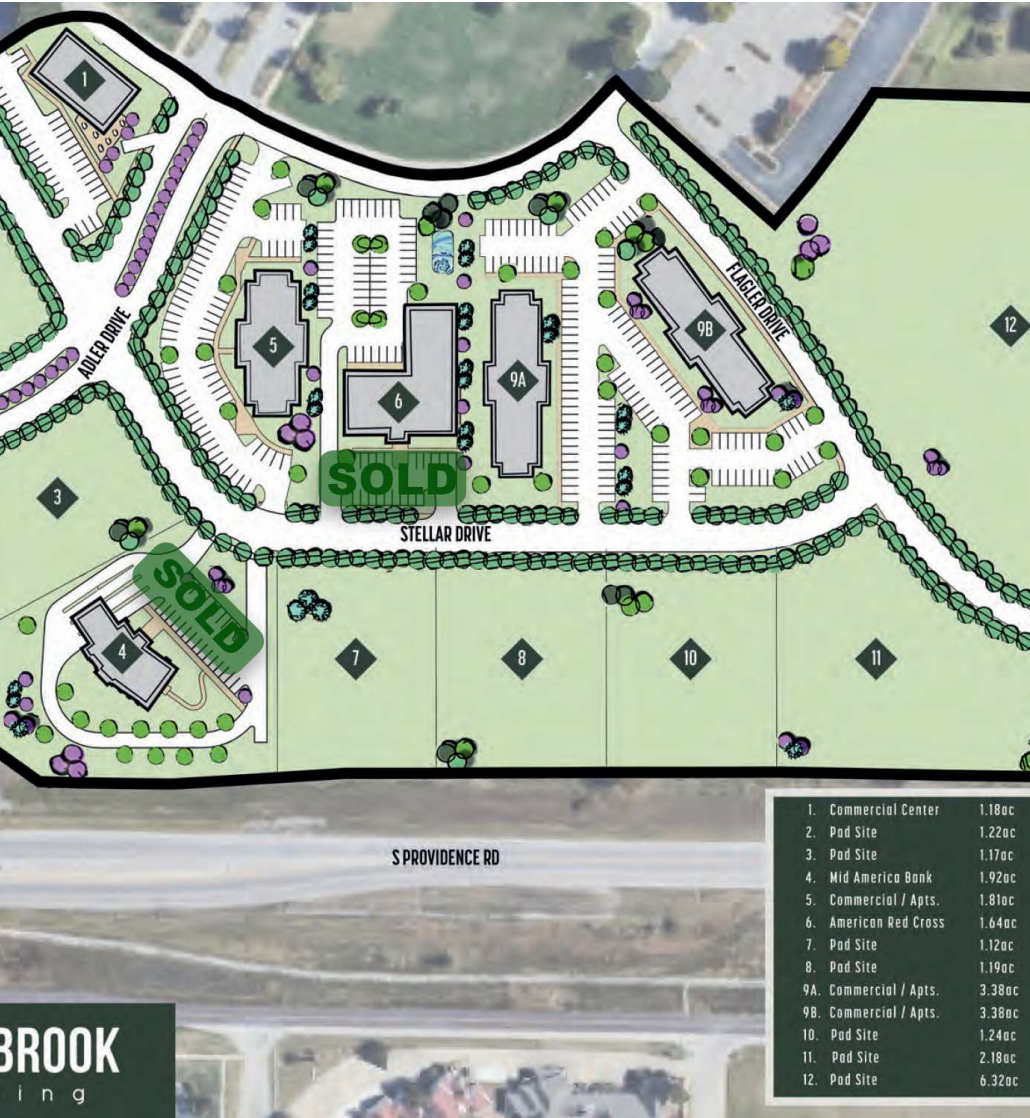 1
5
6
9A
9B
12
ADLER DRIVE
FLAGLER DRIVE
3
SOLD
STELLAR DRIVE
SOLD
4
7
8
10
11
S PROVIDENCE RD
1. Commercial Center 1.18ac
2. Pad Site 1.22ac
3. Pad Site 1.17ac
4. Mid America Bank 1.92ac
5. Commercial / Apts. 1.81ac
6. American Red Cross 1.64ac
7. Pad Site 1.12ac
8. Pad Site 1.19ac
9A. Commercial / Apts. 3.38ac
9B. Commercial / Apts. 3.38ac
10. Pad Site 1.24ac
11. Pad Site 2.18ac
12. Pad Site 6.32ac
BROOK
ing